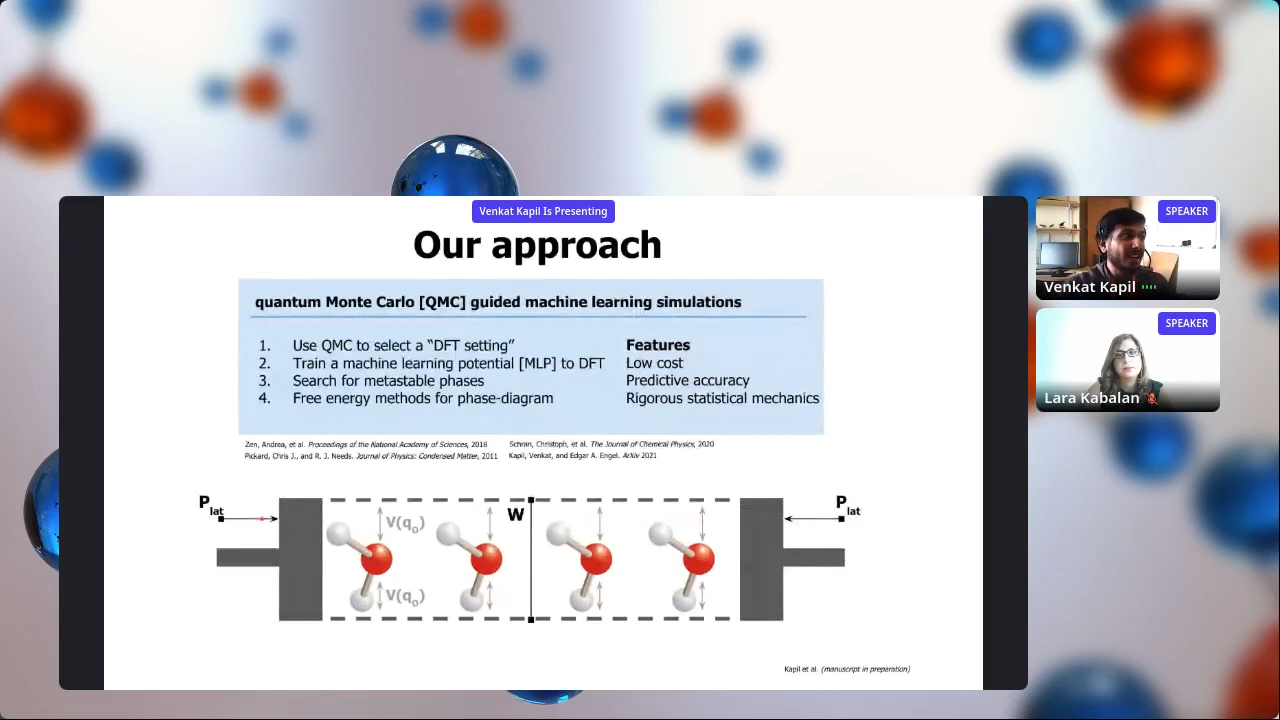 Venkat Kapil Is Presenting
Our approach
quantum Monte Carlo [QMC] guided machine learning simulations
1. Use QMC to select a “DFT setting”
2. Train a machine learning potential [MLP] to DFT
3. Search for metastable phases
4. Free energy methods for phase-diagram
Features
Low cost
Predictive accuracy
Rigorous statistical mechanics
Zen, Andrea, et al. Proceedings of the National Academy of Sciences, 2018
Pickard, Chris J., and R. J. Needs. Journal of Physics: Condensed Matter, 2011
Schran, Christoph, et al. The Journal of Chemical Physics, 2020
Kapil, Venkat, and Edgar A. Engel. ArXiv 2021
P lat
V(q0)
W
P lat
V(q0)
Kapil et al. (manuscript in preparation)
SPEAKER
Venkat Kapil
SPEAKER
Lara Kabalan